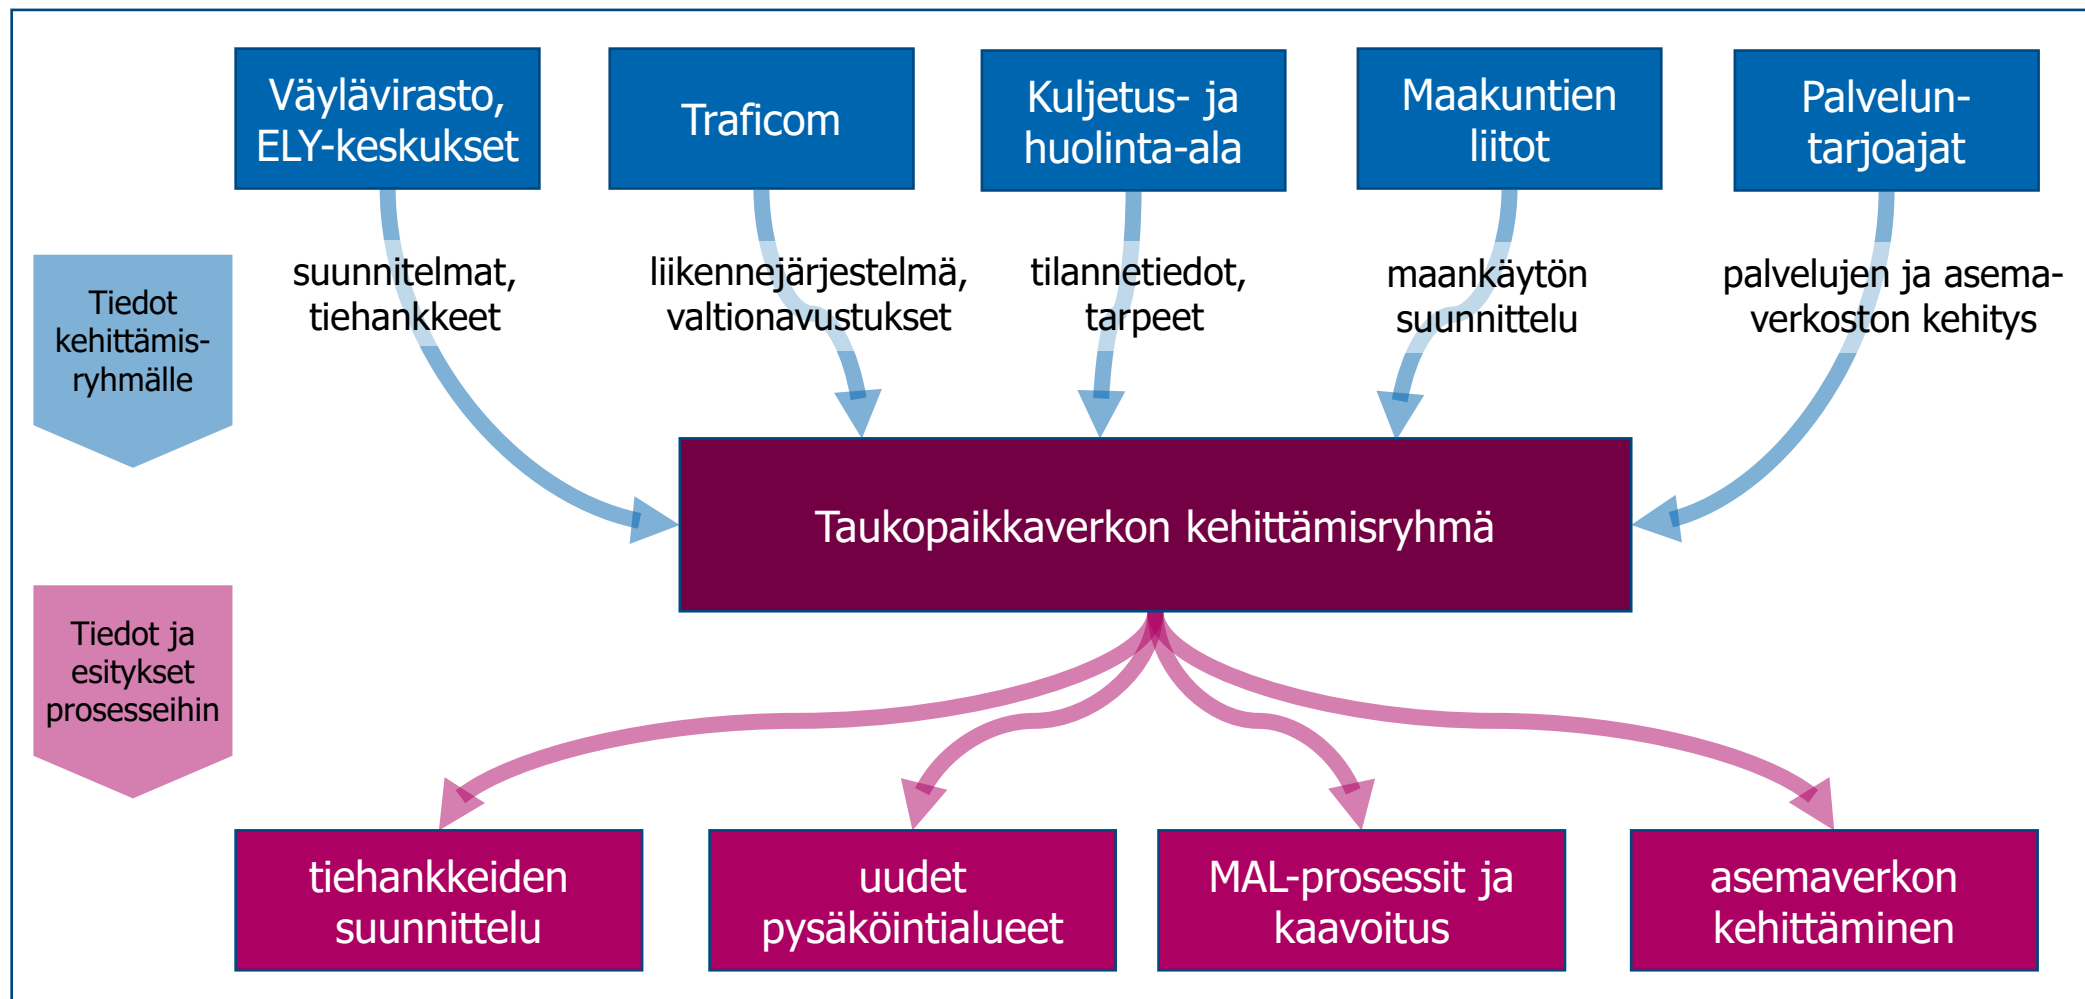 Väylävirasto,
ELY-keskukset
Traficom
Kuljetus- ja
huolinta-ala
Maakuntien
liitot
Palvelun-
tarjoajat
Tiedot
kehittämis-
ryhmälle
suunnitelmat,
tiehankkeet
liikennejärjestelmä,
valtionavustukset
tilannetiedot,
tarpeet
maankäytön
suunnittelu
palvelujen ja asema-
verkoston kehitys
Taukopaikkaverkon kehittämisryhmä
Tiedot ja
esitykset
prosesseihin
tiehankkeiden
suunnittelu
uudet
pysäköintialueet
MAL-prosessit ja
kaavoitus
asemaverkon
kehittäminen